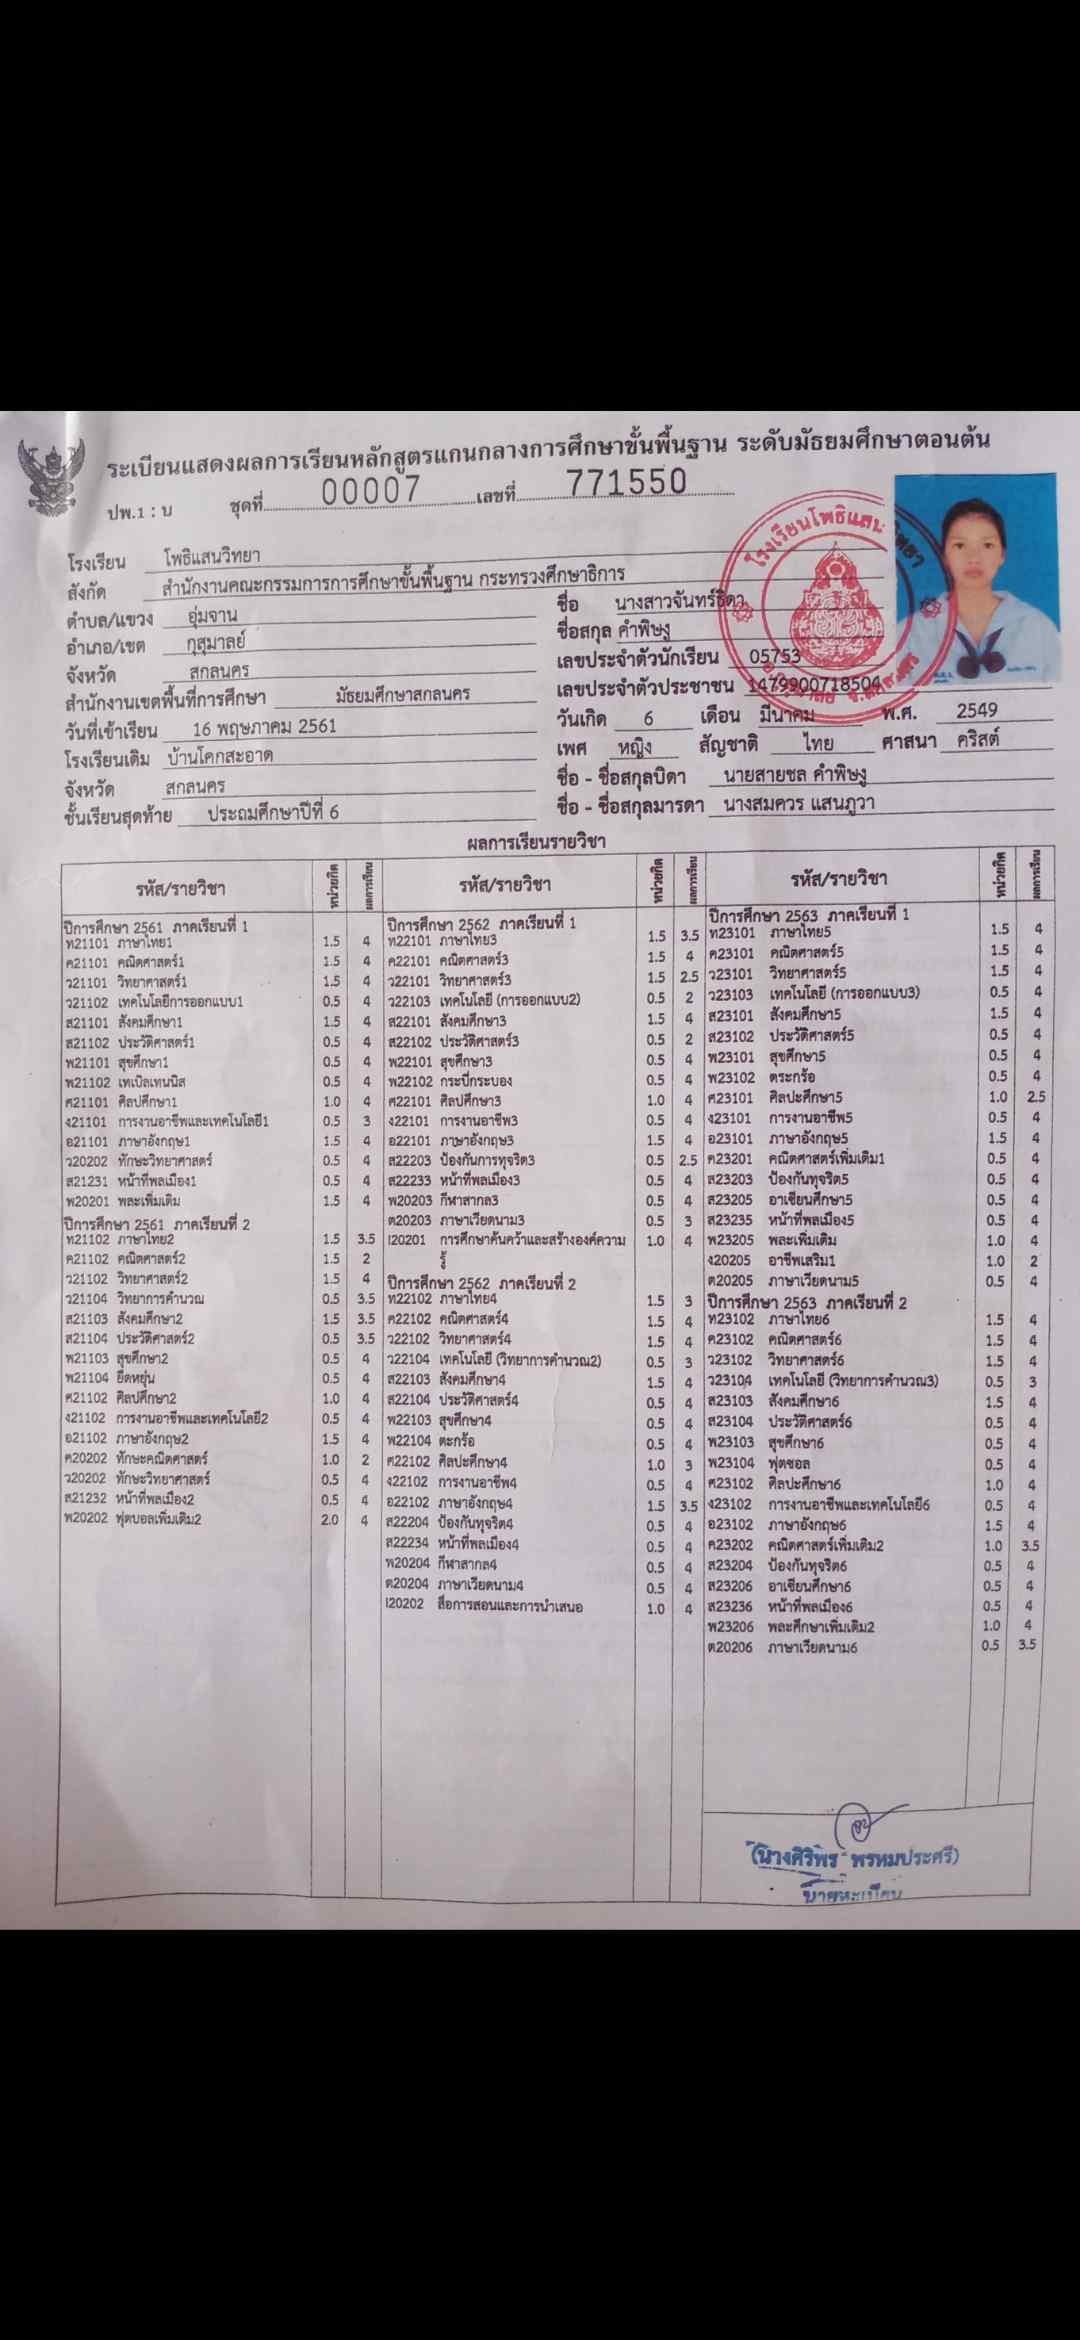 ระเบียนแสดงผลการเรียนหลักสูตรแกนกลางการศึกษาขั้นพื้นฐาน ระดับมัธยมศึกษาตอนต้น
ปพ.1 : บ ชุดที่ 00007 เลขที่ 771550
โรงเรียน โพธิแสนวิทยา
สังกัด สำนักงานคณะกรรมการการศึกษาขั้นพื้นฐาน กระทรวงศึกษาธิการ
ตำบล/แขวง อุ่มจาน
อำเภอ/เขต กุสุมาลย์
จังหวัด สกลนคร
สำนักงานเขตพื้นที่การศึกษา มัธยมศึกษาสกลนคร
วันที่เข้าเรียน 16 พฤษภาคม 2561
โรงเรียนเดิม บ้านโคกสะอาด
จังหวัด สกลนคร
ชั้นเรียนสุดท้าย ประถมศึกษาปีที่ 6
ชื่อ นางสาวจันทร์ธิดา
ชื่อสกุล คำพิษงู
เลขประจำตัวนักเรียน 05753
เลขประจำตัวประชาชน 1479900718504
วันเกิด 6 เดือน มีนาคม พ.ศ. 2549
เพศ หญิง สัญชาติ ไทย ศาสนา คริสต์
ชื่อ - ชื่อสกุลบิดา นายสายชล คำพิษงู
ชื่อ - ชื่อสกุลมารดา นางสมควร แสนภูวา
โรงเรียนโพธิแสนวิทยา
ผลการเรียนรายวิชา
รหัส/รายวิชา หน่วยกิต ผลการเรียน
ปีการศึกษา 2561 ภาคเรียนที่ 1
ท21101 ภาษาไทย1 1.5 4
ค21101 คณิตศาสตร์1 1.5 4
ว21101 วิทยาศาสตร์1 1.5 4
ว21102 เทคโนโลยีการออกแบบ1 0.5 4
ส21101 สังคมศึกษา1 1.5 4
ส21102 ประวัติศาสตร์1 0.5 4
พ21101 สุขศึกษา1 0.5 4
พ21102 เทเบิลเทนนิส 0.5 4
ศ21101 ศิลปศึกษา1 1.0 4
ง21101 การงานอาชีพและเทคโนโลยี1 0.5 3
อ21101 ภาษาอังกฤษ1 1.5 4
ว20202 ทักษะวิทยาศาสตร์ 0.5 4
ส21231 หน้าที่พลเมือง1 0.5 4
พ20201 พละเพิ่มเติม 1.5 4
ปีการศึกษา 2561 ภาคเรียนที่ 2
ท21102 ภาษาไทย2 1.5 3.5
ค21102 คณิตศาสตร์2 1.5 2
ว21102 วิทยาศาสตร์2 1.5 4
ว21104 วิทยาการคำนวณ 0.5 3.5
ส21103 สังคมศึกษา2 1.5 3.5
ส21104 ประวัติศาสตร์2 0.5 3.5
พ21103 สุขศึกษา2 0.5 4
พ21104 ยืดหยุ่น 0.5 4
ศ21102 ศิลปศึกษา2 1.0 4
ง21102 การงานอาชีพและเทคโนโลยี2 0.5 4
อ21102 ภาษาอังกฤษ2 1.5 4
ค20202 ทักษะคณิตศาสตร์ 1.0 2
ว20202 ทักษะวิทยาศาสตร์ 0.5 4
ส21232 หน้าที่พลเมือง2 0.5 4
พ20202 ฟุตบอลเพิ่มเติม2 2.0 4
รหัส/รายวิชา หน่วยกิต ผลการเรียน
ปีการศึกษา 2562 ภาคเรียนที่ 1
ท22101 ภาษาไทย3 1.5 3.5
ค22101 คณิตศาสตร์3 1.5 4
ว22101 วิทยาศาสตร์3 1.5 2.5
ว22103 เทคโนโลยี (การออกแบบ2) 0.5 2
ส22101 สังคมศึกษา3 1.5 4
ส22102 ประวัติศาสตร์3 0.5 2
พ22101 สุขศึกษา3 0.5 4
พ22102 กระบี่กระบอง 0.5 4
ศ22101 ศิลปศึกษา3 1.0 4
ง22101 การงานอาชีพ3 0.5 4
อ22101 ภาษาอังกฤษ3 1.5 4
ส22203 ป้องกันการทุจริต3 0.5 2.5
ส22233 หน้าที่พลเมือง3 0.5 4
พ20203 กีฬาสากล3 0.5 4
ต20203 ภาษาเวียดนาม3 0.5 3
I20201 การศึกษาค้นคว้าและสร้างองค์ความ 1.0 4
รู้
ปีการศึกษา 2562 ภาคเรียนที่ 2
ท22102 ภาษาไทย4 1.5 3
ค22102 คณิตศาสตร์4 1.5 4
ว22102 วิทยาศาสตร์4 1.5 4
ว22104 เทคโนโลยี (วิทยาการคำนวณ2) 0.5 3
ส22103 สังคมศึกษา4 1.5 4
ส22104 ประวัติศาสตร์4 0.5 4
พ22103 สุขศึกษา4 0.5 4
พ22104 ตะกร้อ 0.5 4
ศ22102 ศิลปะศึกษา4 1.0 3
ง22102 การงานอาชีพ4 0.5 4
อ22102 ภาษาอังกฤษ4 1.5 3.5
ส22204 ป้องกันทุจริต4 0.5 4
ส22234 หน้าที่พลเมือง4 0.5 4
พ20204 กีฬาสากล4 0.5 4
ต20204 ภาษาเวียดนาม4 0.5 4
I20202 สื่อการสอนและการนำเสนอ 1.0 4
รหัส/รายวิชา หน่วยกิต ผลการเรียน
ปีการศึกษา 2563 ภาคเรียนที่ 1
ท23101 ภาษาไทย5 1.5 4
ค23101 คณิตศาสตร์5 1.5 4
ว23101 วิทยาศาสตร์5 1.5 4
ว23103 เทคโนโลยี (การออกแบบ3) 0.5 4
ส23101 สังคมศึกษา5 1.5 4
ส23102 ประวัติศาสตร์5 0.5 4
พ23101 สุขศึกษา5 0.5 4
พ23102 ตระกร้อ 0.5 4
ศ23101 ศิลปะศึกษา5 1.0 2.5
ง23101 การงานอาชีพ5 0.5 4
อ23101 ภาษาอังกฤษ5 1.5 4
ค23201 คณิตศาสตร์เพิ่มเติม1 0.5 4
ส23203 ป้องกันทุจริต5 0.5 4
ส23205 อาเซียนศึกษา5 0.5 4
ส23235 หน้าที่พลเมือง5 0.5 4
พ23205 พละเพิ่มเติม 1.0 4
ง20205 อาชีพเสริม1 1.0 2
ต20205 ภาษาเวียดนาม5 0.5 4
ปีการศึกษา 2563 ภาคเรียนที่ 2
ท23102 ภาษาไทย6 1.5 4
ค23102 คณิตศาสตร์6 1.5 4
ว23102 วิทยาศาสตร์6 1.5 4
ว23104 เทคโนโลยี (วิทยาการคำนวณ3) 0.5 3
ส23103 สังคมศึกษา6 1.5 4
ส23104 ประวัติศาสตร์6 0.5 4
พ23103 สุขศึกษา6 0.5 4
พ23104 ฟุตซอล 0.5 4
ศ23102 ศิลปะศึกษา6 1.0 4
ง23102 การงานอาชีพและเทคโนโลยี6 0.5 4
อ23102 ภาษาอังกฤษ6 1.5 4
ค23202 คณิตศาสตร์เพิ่มเติม2 1.0 3.5
ส23204 ป้องกันทุจริต6 0.5 4
ส23206 อาเซียนศึกษา6 0.5 4
ส23236 หน้าที่พลเมือง6 0.5 4
พ23206 พละศึกษาเพิ่มเติม2 1.0 4
ต20206 ภาษาเวียดนาม6 0.5 3.5
(นางศิริพร พรหมประศรี)
นายทะเบียน